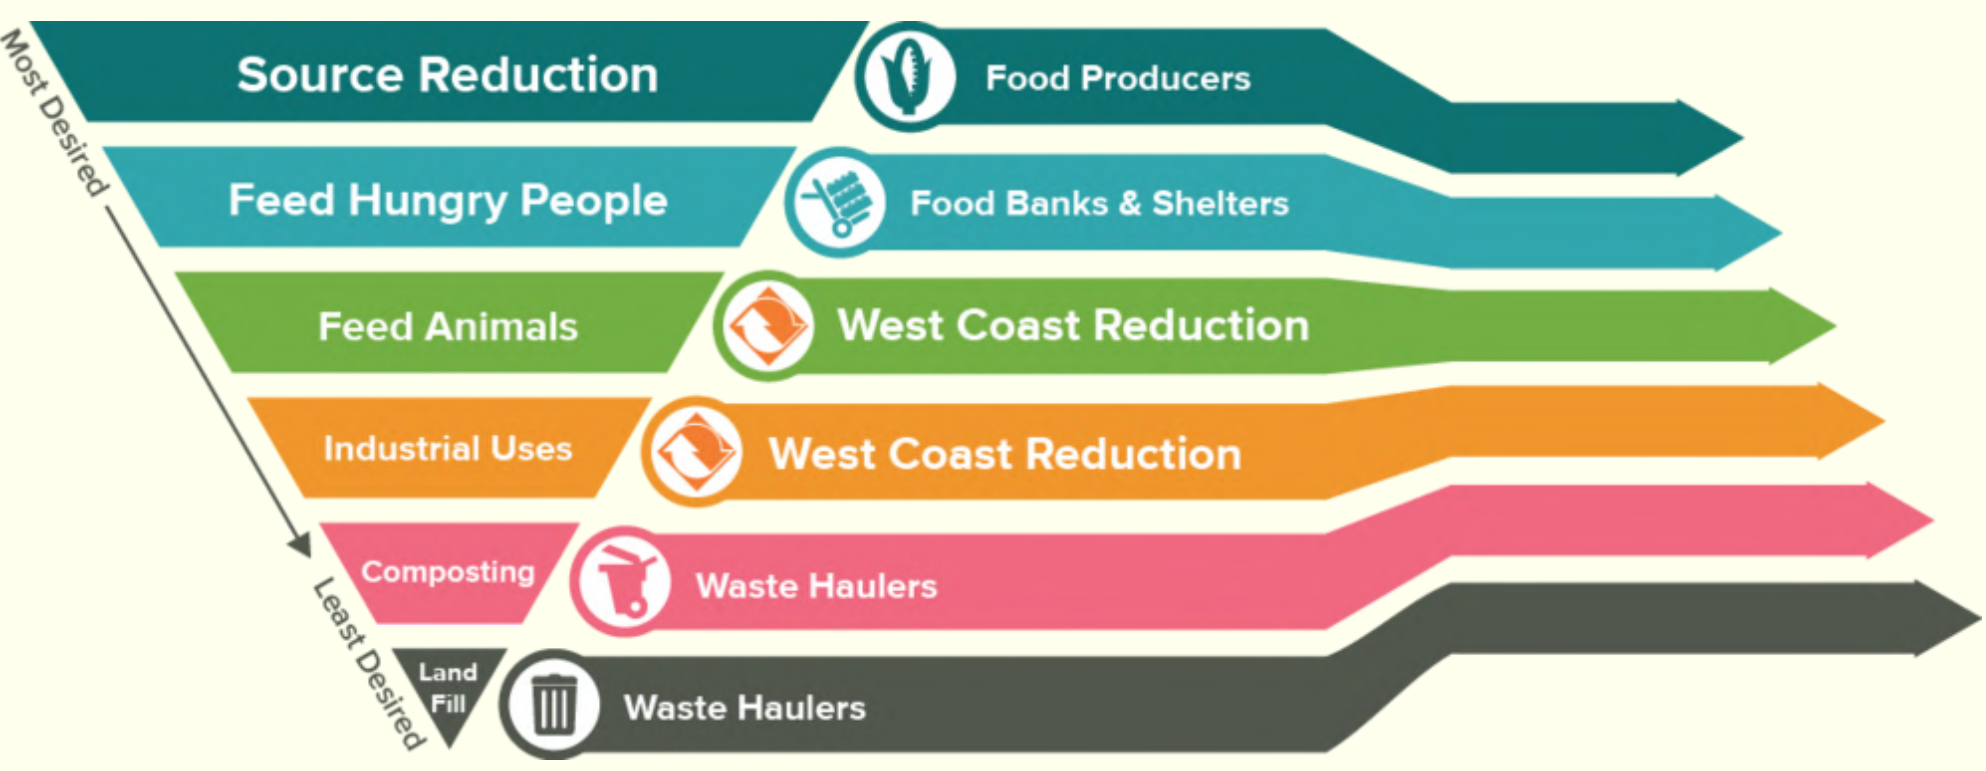 Most Desired
Source Reduction
Food Producers
Feed Hungry People
Food Banks & Shelters
Feed Animals
West Coast Reduction
Industrial Uses
West Coast Reduction
Composting
Waste Haulers
Least Desired
Land
Fill
Waste Haulers